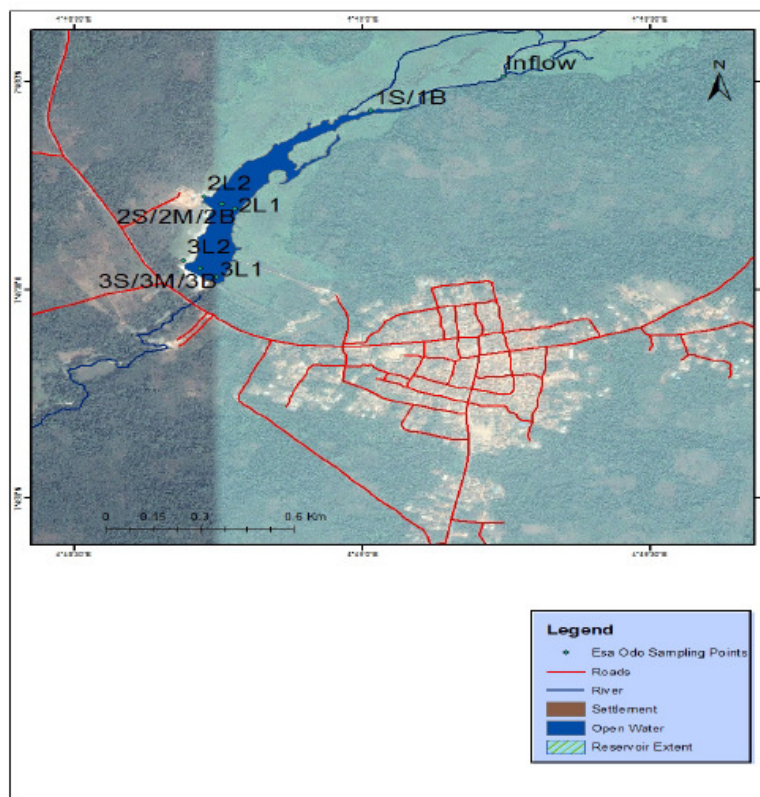 Inflow
N
1S/1B
2L2
2S/2M/2B
2L1
3L2
3S/3M/3B
3L1
0 0.15 0.3 0.6 Km
Legend
Esa Odo Sampling Points
Roads
River
Settlement
Open Water
Reservoir Extent